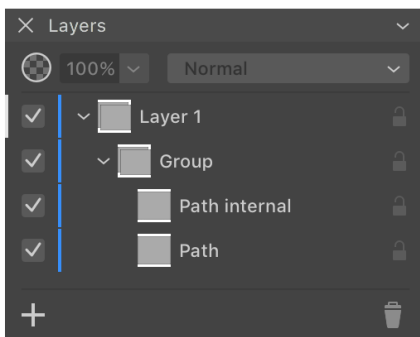 Layers
100% Normal
Layer 1
Group
Path internal
Path